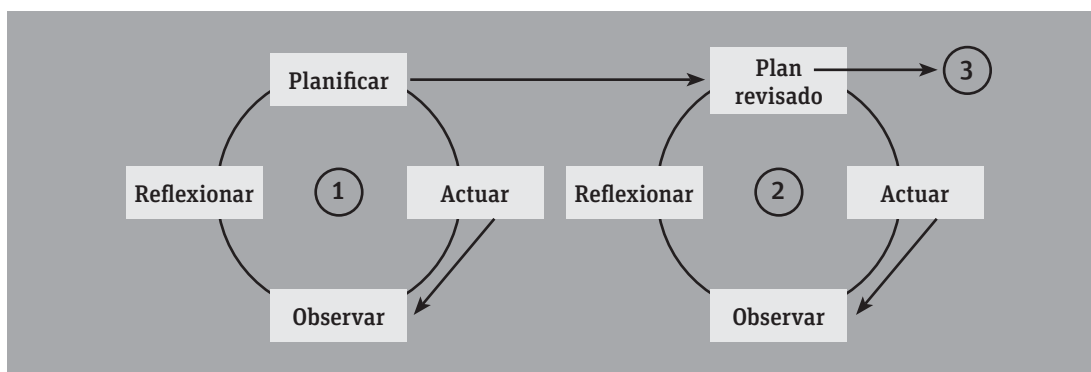 Planificar
Reflexionar
1
Actuar
Observar
Plan
revisado
3
Reflexionar
2
Actuar
Observar